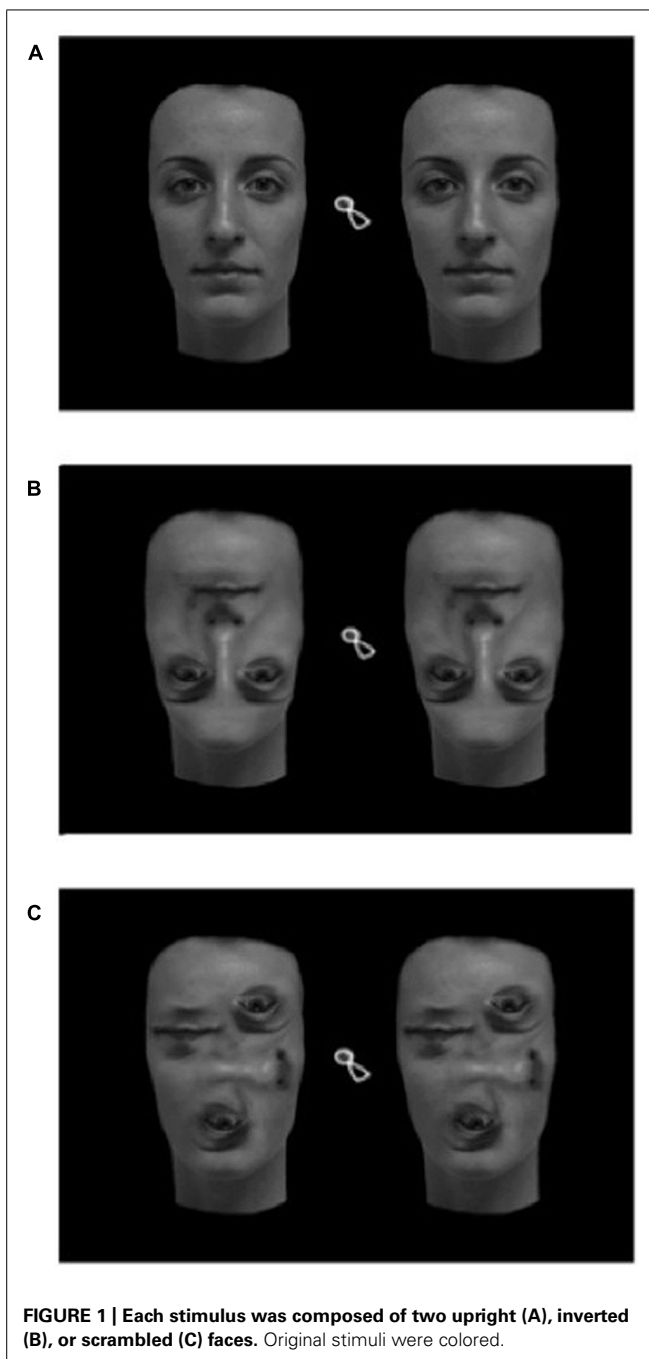 A
B
C
FIGURE 1 | Each stimulus was composed of two upright (A), inverted
(B), or scrambled (C) faces. Original stimuli were colored.